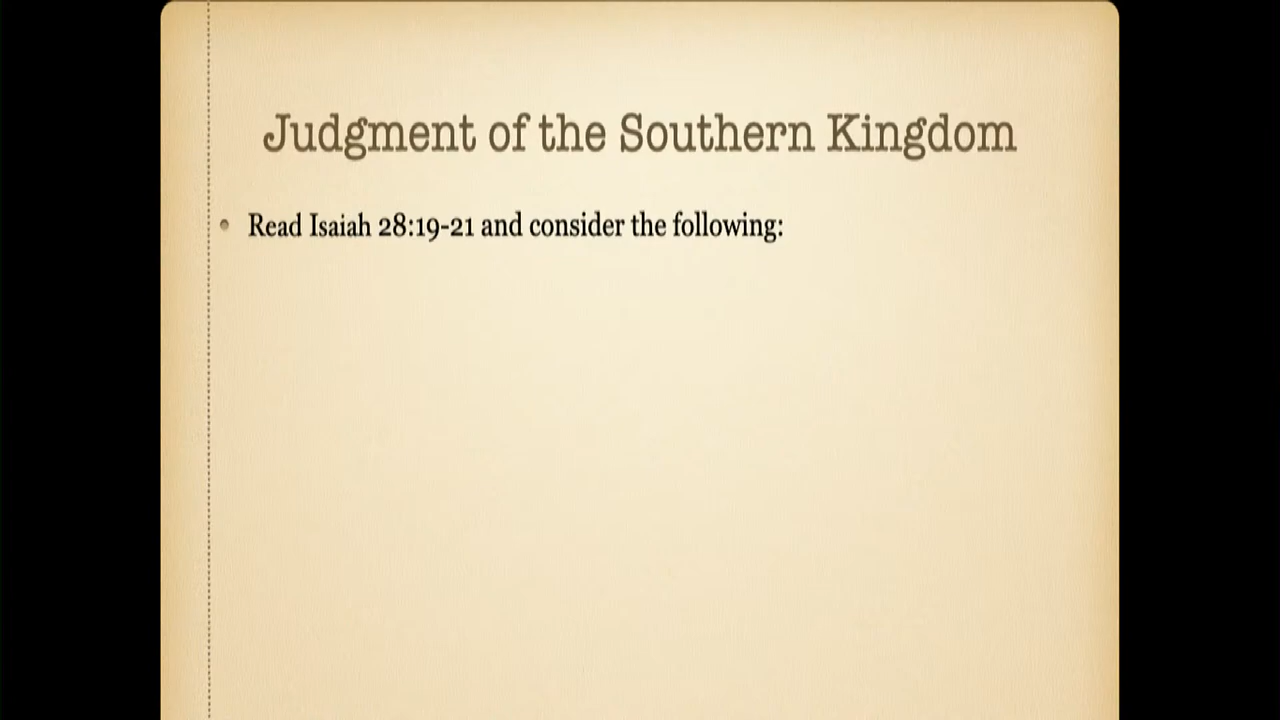 Judgment of the Southern Kingdom
• Read Isaiah 28:19-21 and consider the following: